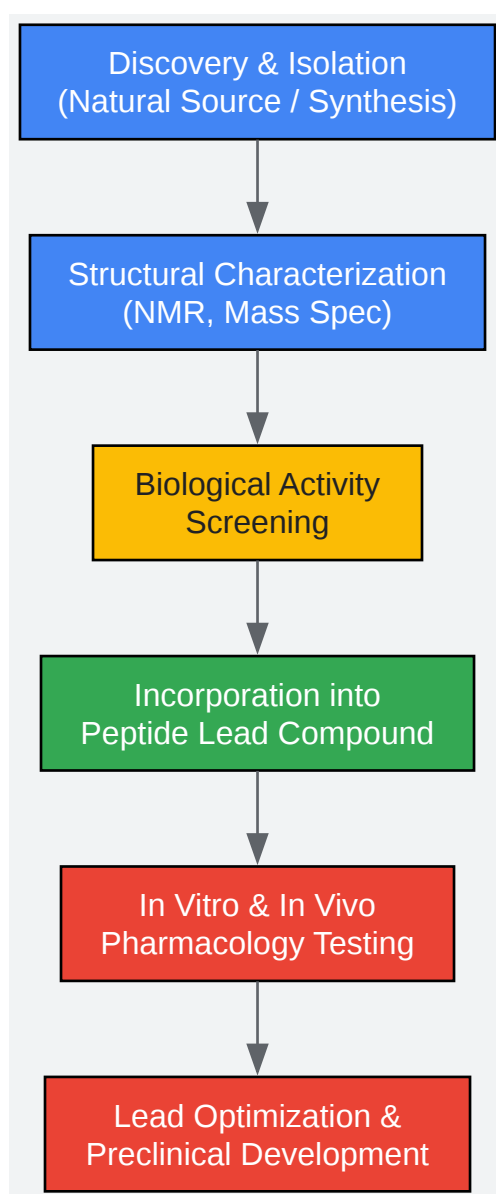 Discovery & Isolation
(Natural Source / Synthesis)
Structural Characterization
(NMR, Mass Spec)
Biological Activity
Screening
Incorporation into
Peptide Lead Compound
In Vitro & In Vivo
Pharmacology Testing
Lead Optimization &
Preclinical Development